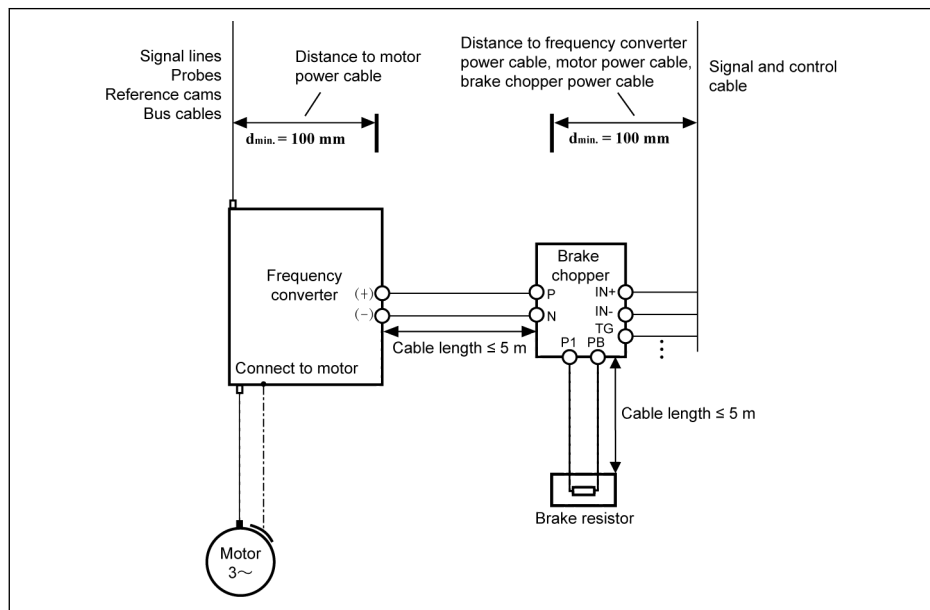 Signal lines
Probes
Reference cams
Bus cables
Distance to motor
power cable
dmin. = 100 mm
Distance to frequency converter
power cable, motor power cable,
brake chopper power cable
dmin. = 100 mm
Signal and control
cable
Frequency
converter
(+)
(-)
Connect to motor
Cable length ≤ 5 m
Brake
chopper
P
N
IN+
IN-
TG
P1 PB
Cable length ≤ 5 m
Brake resistor
Motor
3～